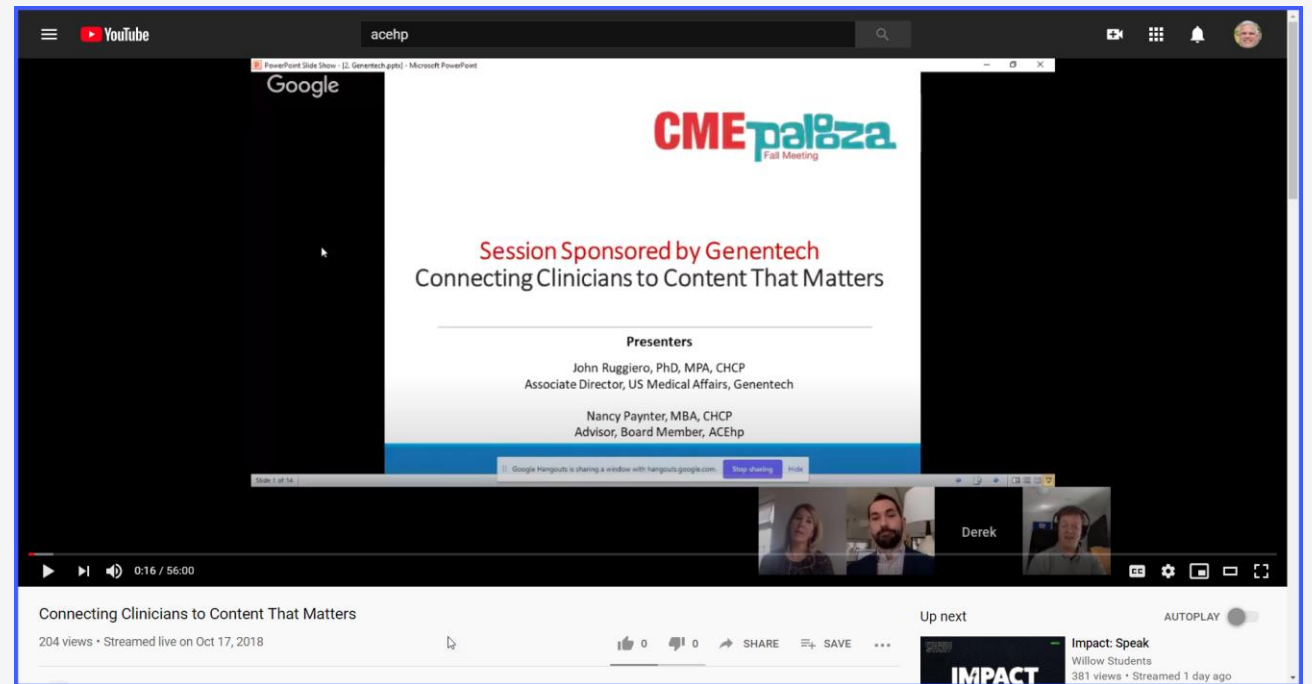 YouTube
acehp
PowerPoint Slide Show - [2. Genentech.pptx] - Microsoft PowerPoint
Google
CMEpalooza
Fall Meeting
Session Sponsored by Genentech
Connecting Clinicians to Content That Matters
Presenters
John Ruggiero, PhD, MPA, CHCP
Associate Director, US Medical Affairs, Genentech
Nancy Paynter, MBA, CHCP
Advisor, Board Member, ACEhp
Google Hangouts is sharing a window with hangouts.google.com. Stop sharing Hide
Slide 1 of 14
Derek
0:16 / 56:00
CC
Connecting Clinicians to Content That Matters
204 views • Streamed live on Oct 17, 2018
0 0 SHARE SAVE
Up next AUTOPLAY
IMPACT
Impact: Speak
Willow Students
381 views • Streamed 1 day ago